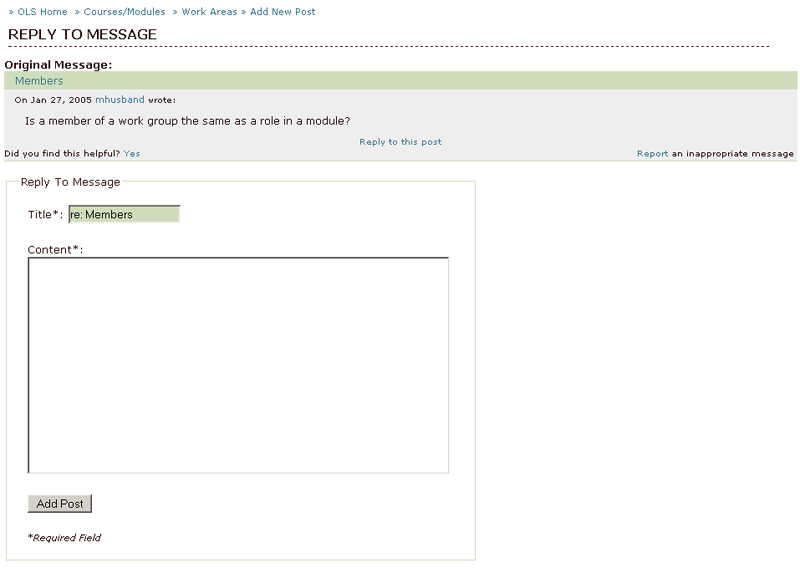 » OLS Home » Courses/Modules » Work Areas » Add New Post
REPLY TO MESSAGE
Original Message:
Members
On Jan 27, 2005 mhusband wrote:
Is a member of a work group the same as a role in a module?
Reply to this post
Did you find this helpful? Yes Report an inappropriate message
Reply To Message
Title*: re: Members
Content*:
Add Post
*Required Field